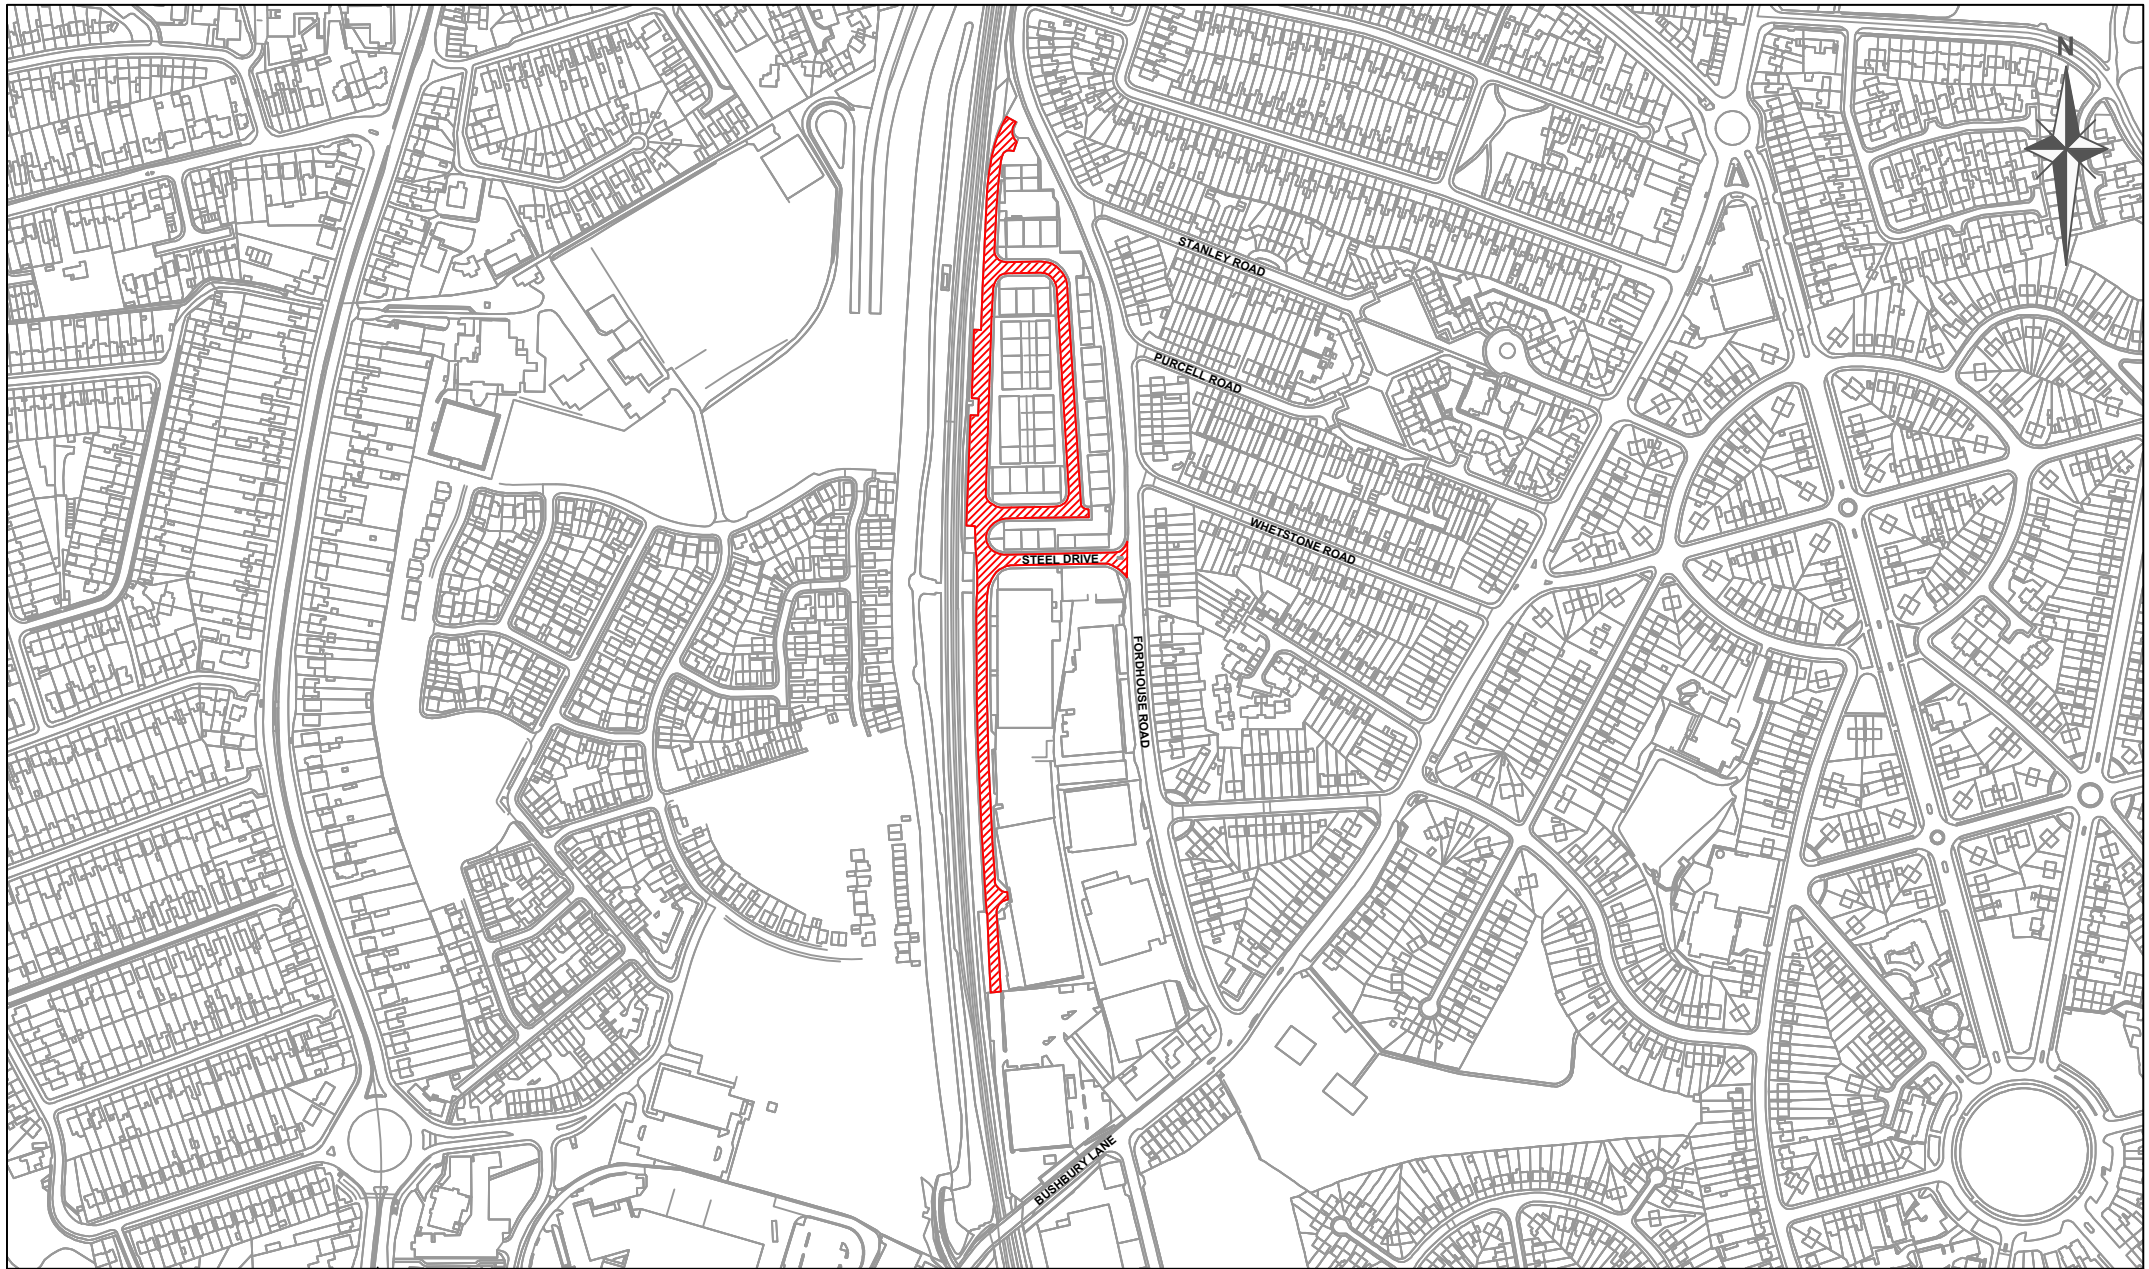 N
STANLEY ROAD
PURCELL ROAD
WHETSTONE ROAD
STEEL DRIVE
FORDHOUSE ROAD
BUSHBURY LANE